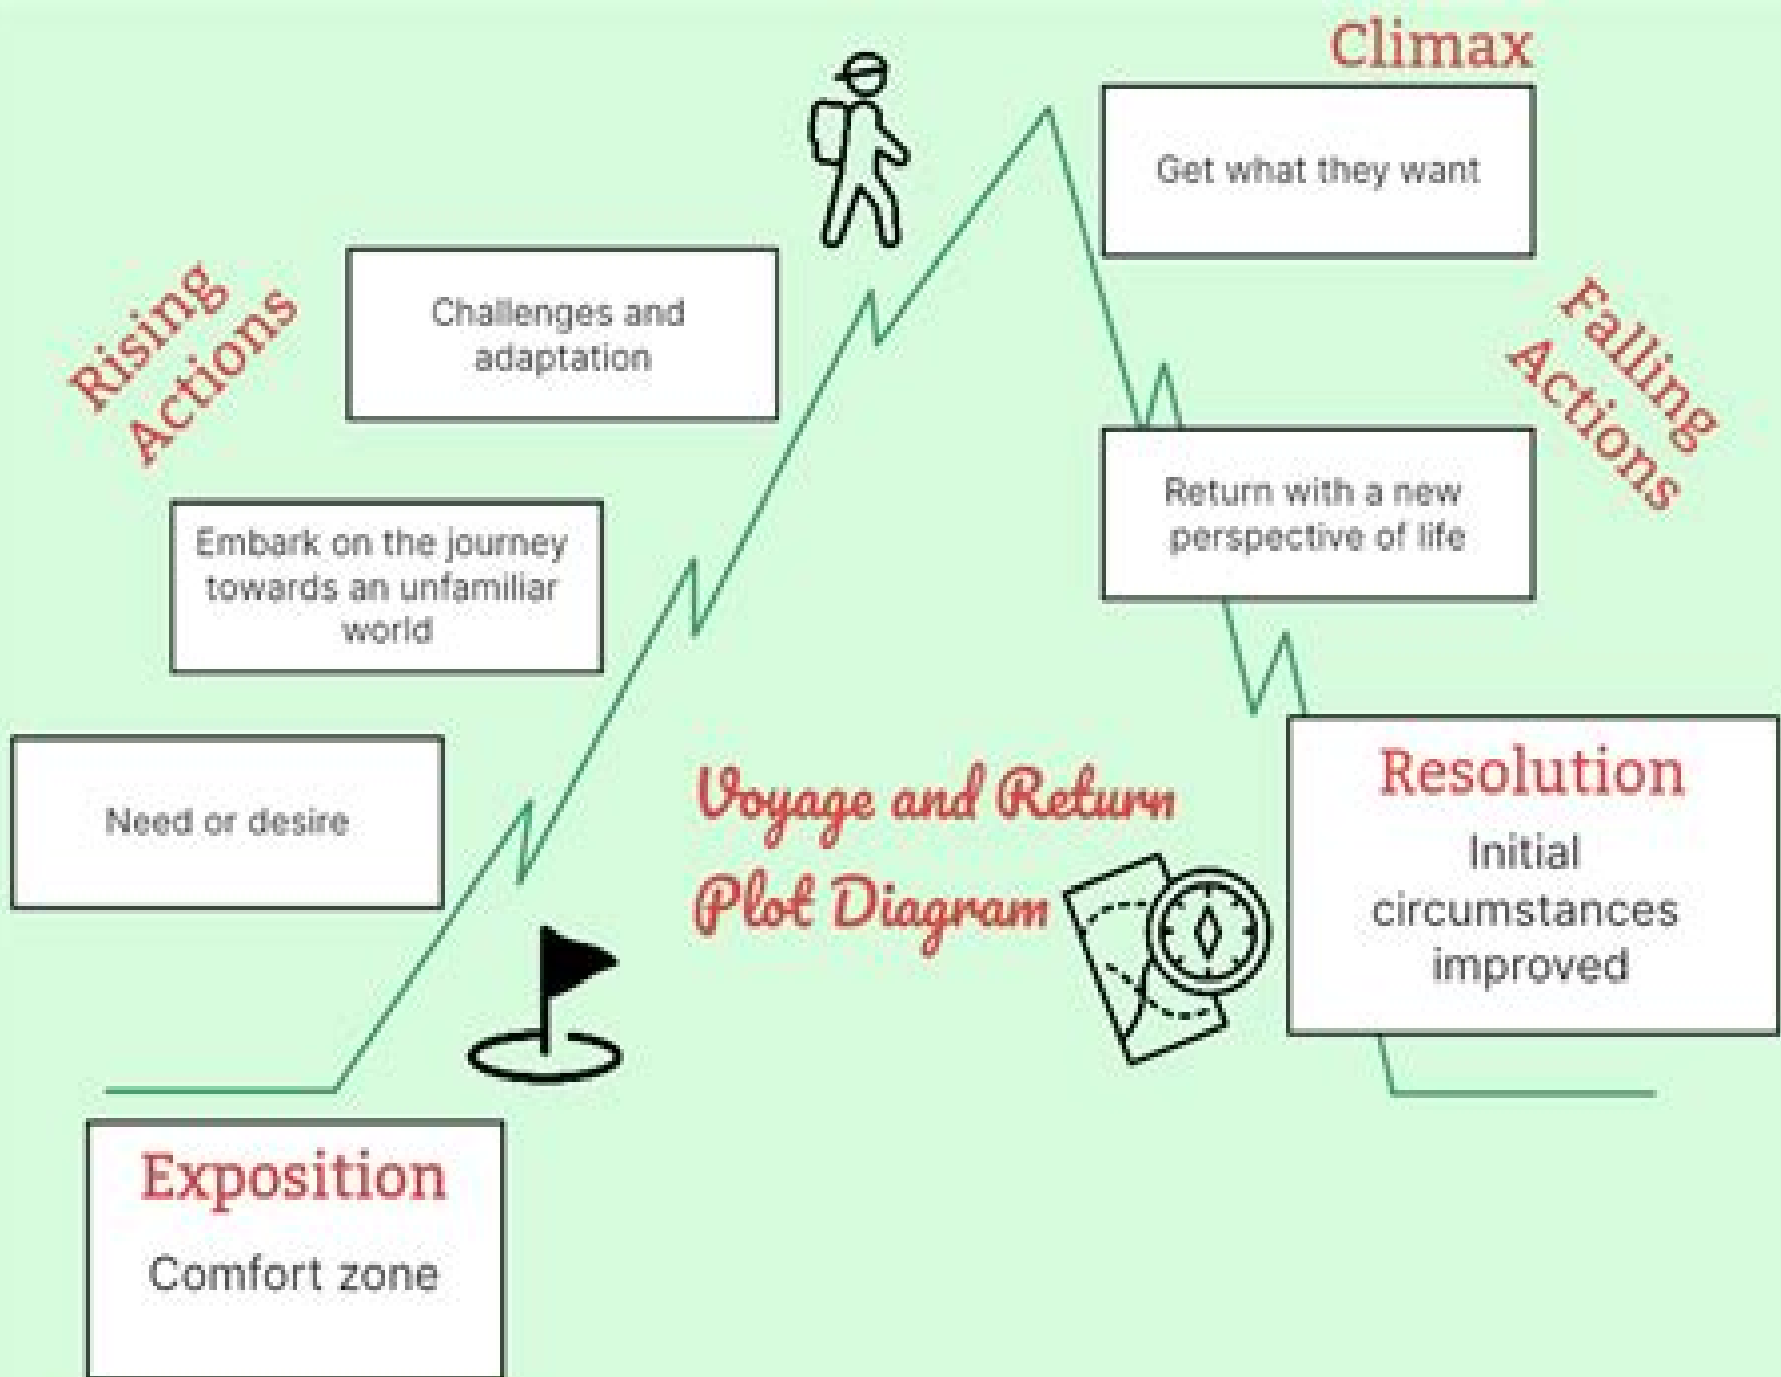 Climax
Get what they want
Rising
Actions
Challenges and
adaptation
Falling
Actions
Return with a new
perspective of life
Embark on the journey
towards an unfamiliar
world
Need or desire
Voyage and Return
Plot Diagram
Resolution
Initial
circumstances
improved
Exposition
Comfort zone